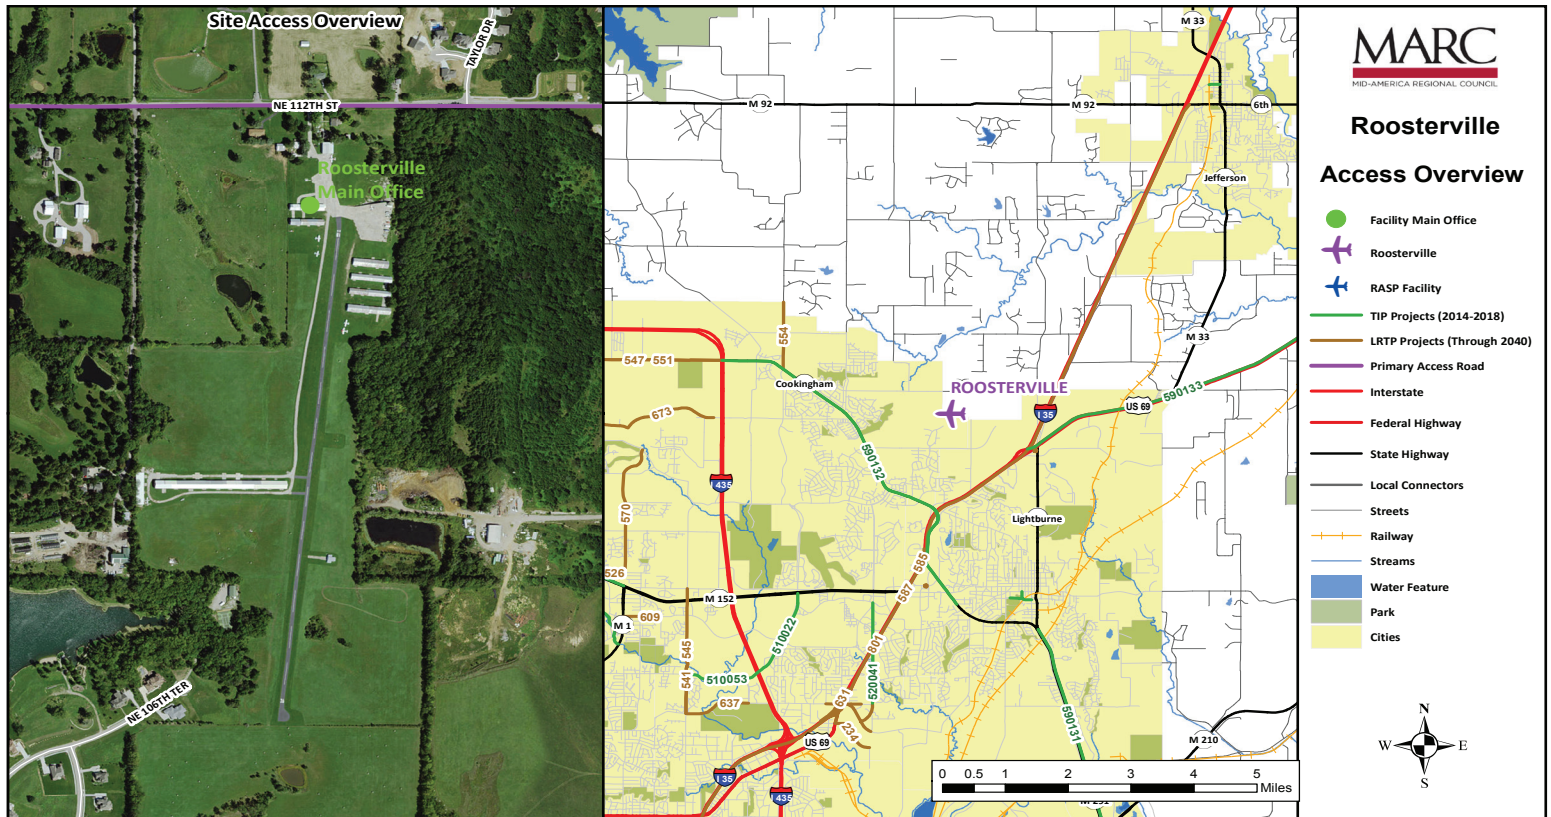 Site Access Overview
TAYLOR DR
NE 112TH ST
Roosterville
Main Office
NE 106TH TER
M 33
M 92
M 92
6th
Jefferson
M 33
554
547
551
Cookingham
ROOSTERVILLE
I 35
US 69
590133
673
590132
I 435
570
Lightburne
585
526
587
M 152
609
M 1
510022
801
545
541
510053
520041
637
631
234
590131
US 69
M 210
I 35
I 435
0 0.5 1 2 3 4 5
Miles
MARC
MID-AMERICA REGIONAL COUNCIL
Roosterville
Access Overview
Facility Main Office
Roosterville
RASP Facility
TIP Projects (2014-2018)
LRTP Projects (Through 2040)
Primary Access Road
Interstate
Federal Highway
State Highway
Local Connectors
Streets
Railway
Streams
Water Feature
Park
Cities
N
W E
S